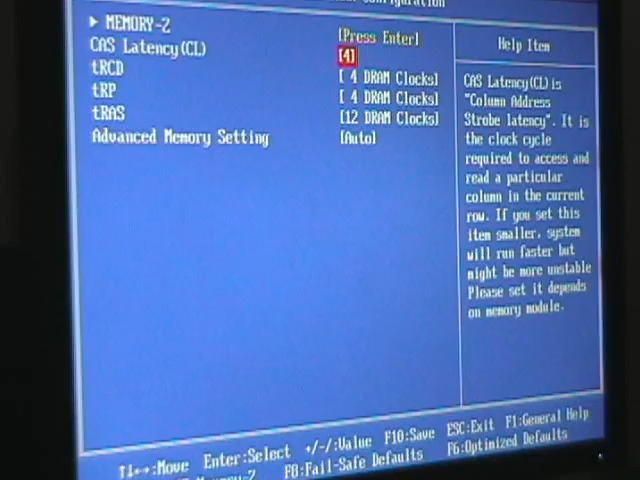 MEMORY-Z [Press Enter]
CAS Latency(CL) [4]
tRCD [ 4 DRAM Clocks]
tRP [ 4 DRAM Clocks]
tRAS [12 DRAM Clocks]
Advanced Memory Setting [Auto]
Help Item
CAS Latency(CL) is
"Column Address
Strobe latency". It is
the clock cycle
required to access and
read a particular
column in the current
row. If you set this
item smaller, system
will run faster but
might be more unstable
Please set it depends
on memory module.
↑↓←→:Move Enter:Select +/-/:Value F10:Save ESC:Exit F1:General Help
F8:Fail-Safe Defaults F6:Optimized Defaults